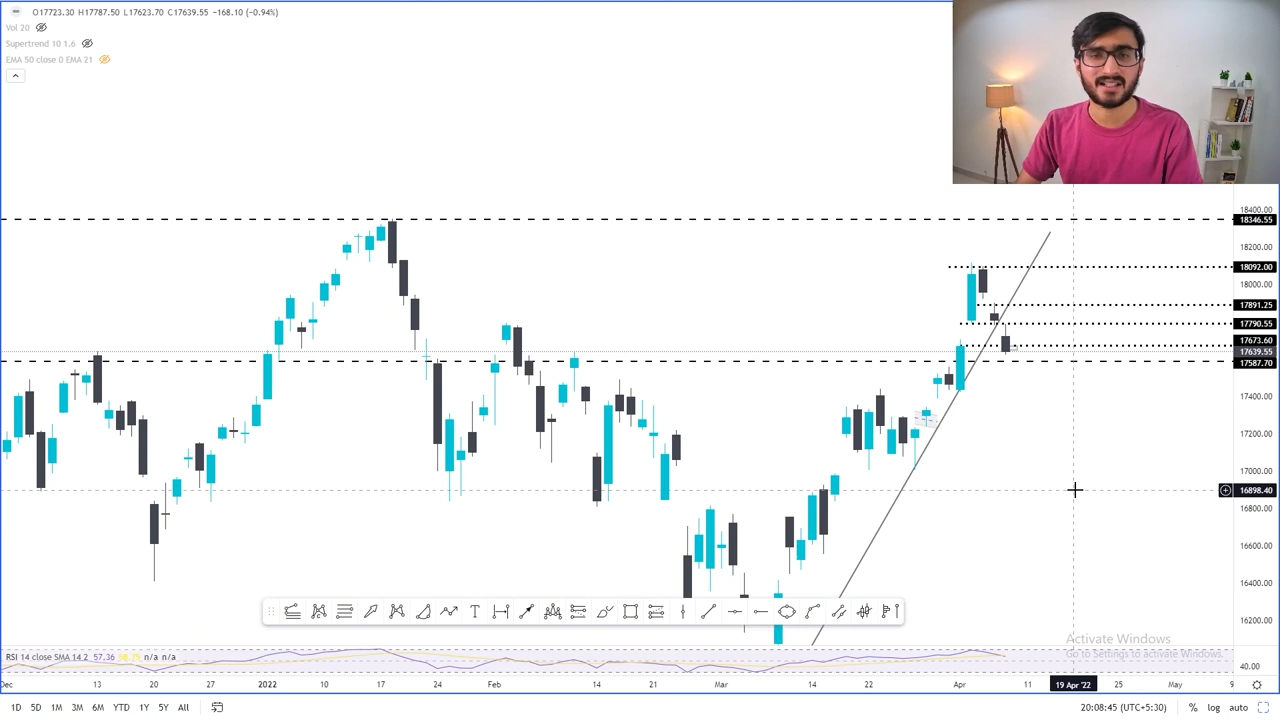 O17723.30 H17787.50 L17623.70 C17639.55 −168.10 (−0.94%)
Vol 20
Supertrend 10 1.6
EMA 50 close 0 EMA 21
18400.00
18346.55
18200.00
18092.00
18000.00
17891.25
17790.55
17673.60
17639.55
17587.70
17400.00
17200.00
17000.00
16898.40
16800.00
16600.00
16400.00
16200.00
T
Activate Windows
Go to Settings to activate Windows.
RSI 14 close SMA 14 2 57.36 n/a n/a
40.00
Dec 13 20 27 2022 10 17 24 Feb 14 21 Mar 14 22 Apr 11 19 Apr '22 25 May 9
1D 5D 1M 3M 6M YTD 1Y 5Y All
20:08:45 (UTC+5:30) % log auto